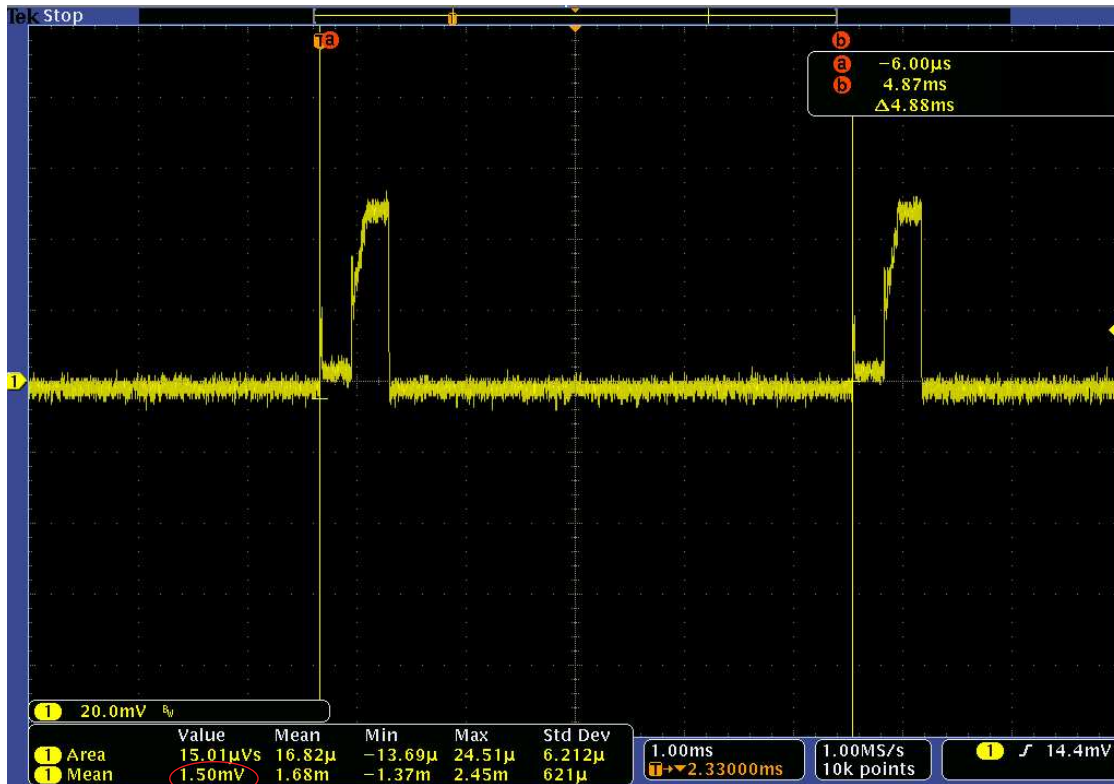 Tek Stop
T
T a b
a -6.00µs
b 4.87ms
Δ4.88ms
1
1 20.0mV BW
Value Mean Min Max Std Dev
1 Area 15.01µVs 16.82µ -13.69µ 24.51µ 6.212µ
1 Mean 1.50mV 1.68m -1.37m 2.45m 621µ
1.00ms
T→▼2.33000ms
1.00MS/s
10k points
1 ∫ 14.4mV